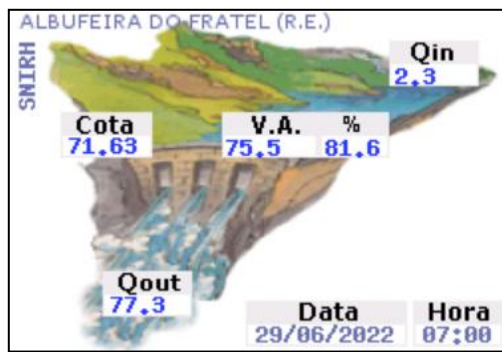 ALBUFEIRA DO FRATEL (R.E.)
SNIRH
Qin
2.3
Cota
71.63
V.A. %
75.5 81.6
Qout
77.3
Data Hora
29/06/2022 07:00